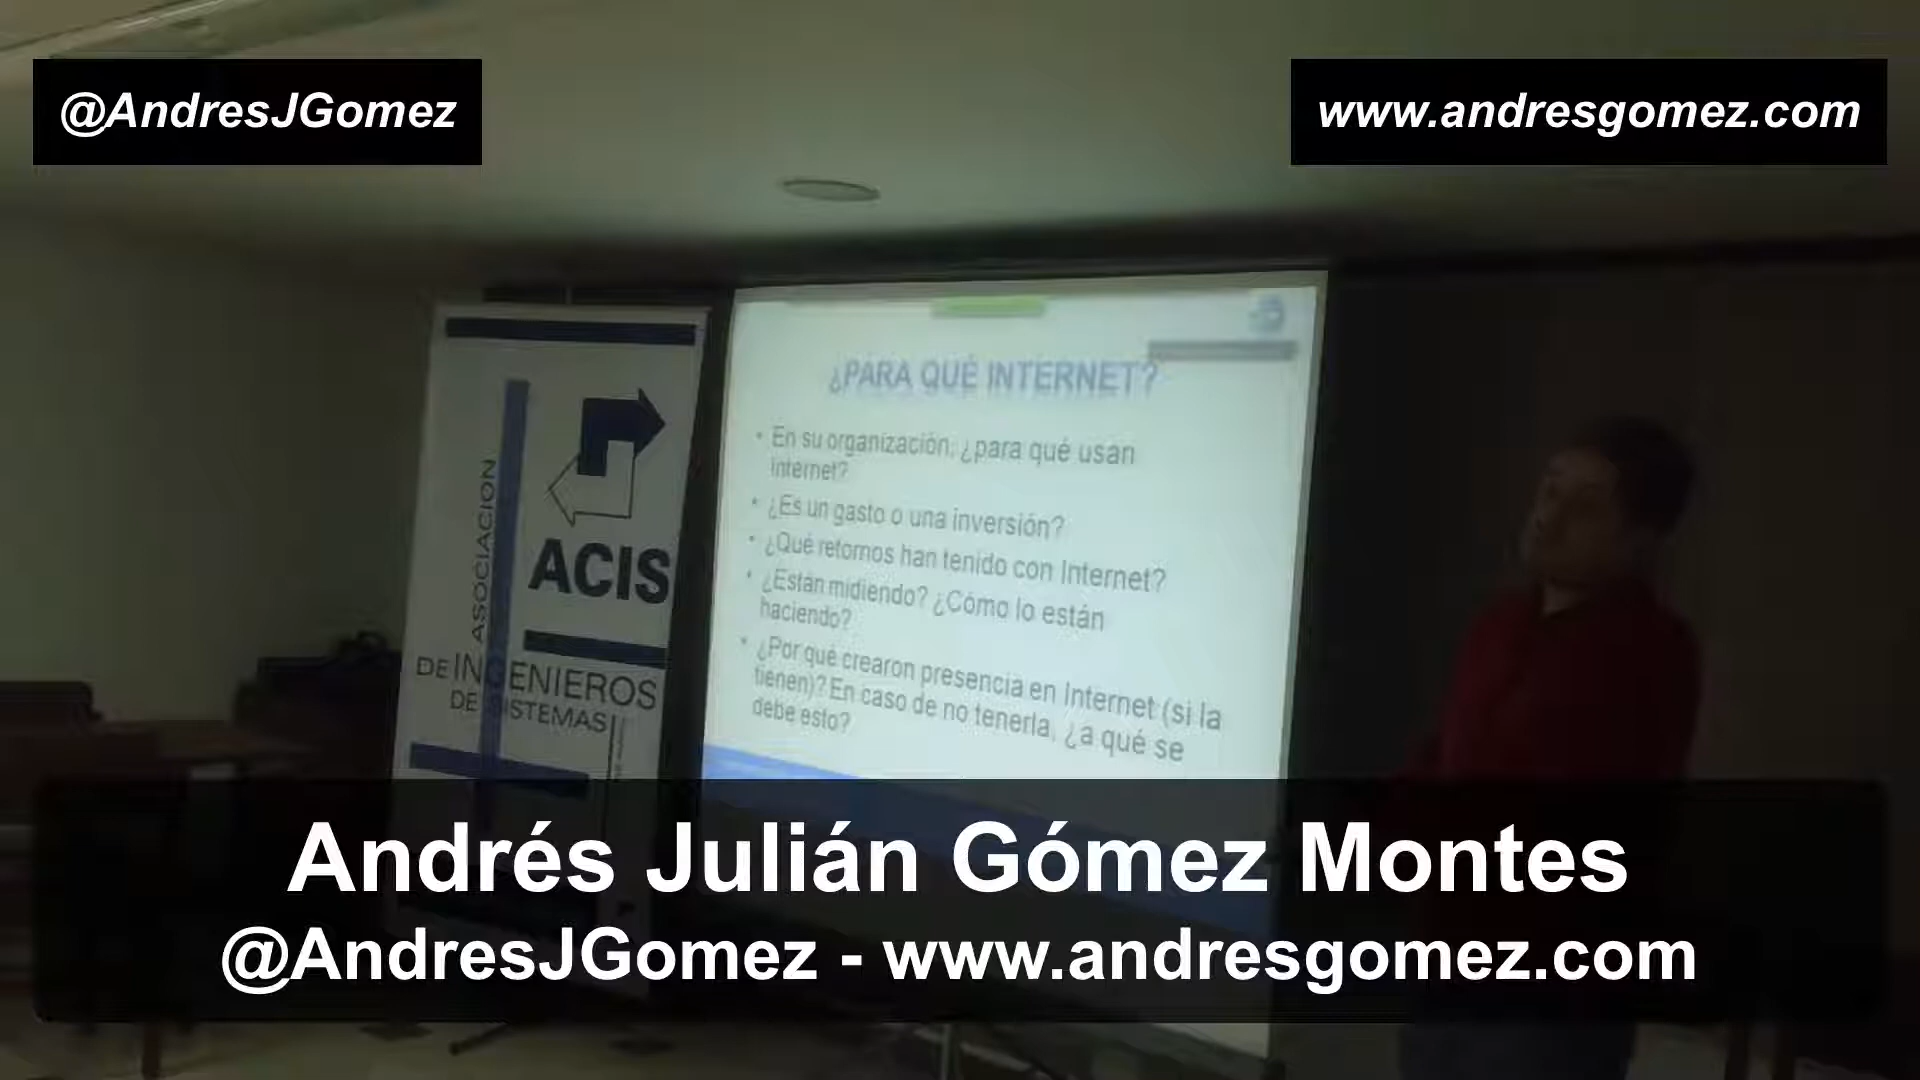 @AndresJGomez
www.andresgomez.com
ASOCIACION
ACIS
DE INGENIEROS
DE SISTEMAS
¿PARA QUÉ INTERNET?
• En su organización, ¿para qué usan
Internet?
• ¿Es un gasto o una inversión?
• ¿Qué retornos han tenido con Internet?
• ¿Están midiendo? ¿Cómo lo están
haciendo?
• ¿Por qué crearon presencia en Internet (si la
tienen)? En caso de no tenerla, ¿a qué se
debe esto?
Andrés Julián Gómez Montes
@AndresJGomez - www.andresgomez.com